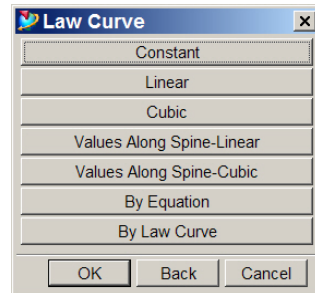 Law Curve
Constant
Linear
Cubic
Values Along Spine-Linear
Values Along Spine-Cubic
By Equation
By Law Curve
OK Back Cancel